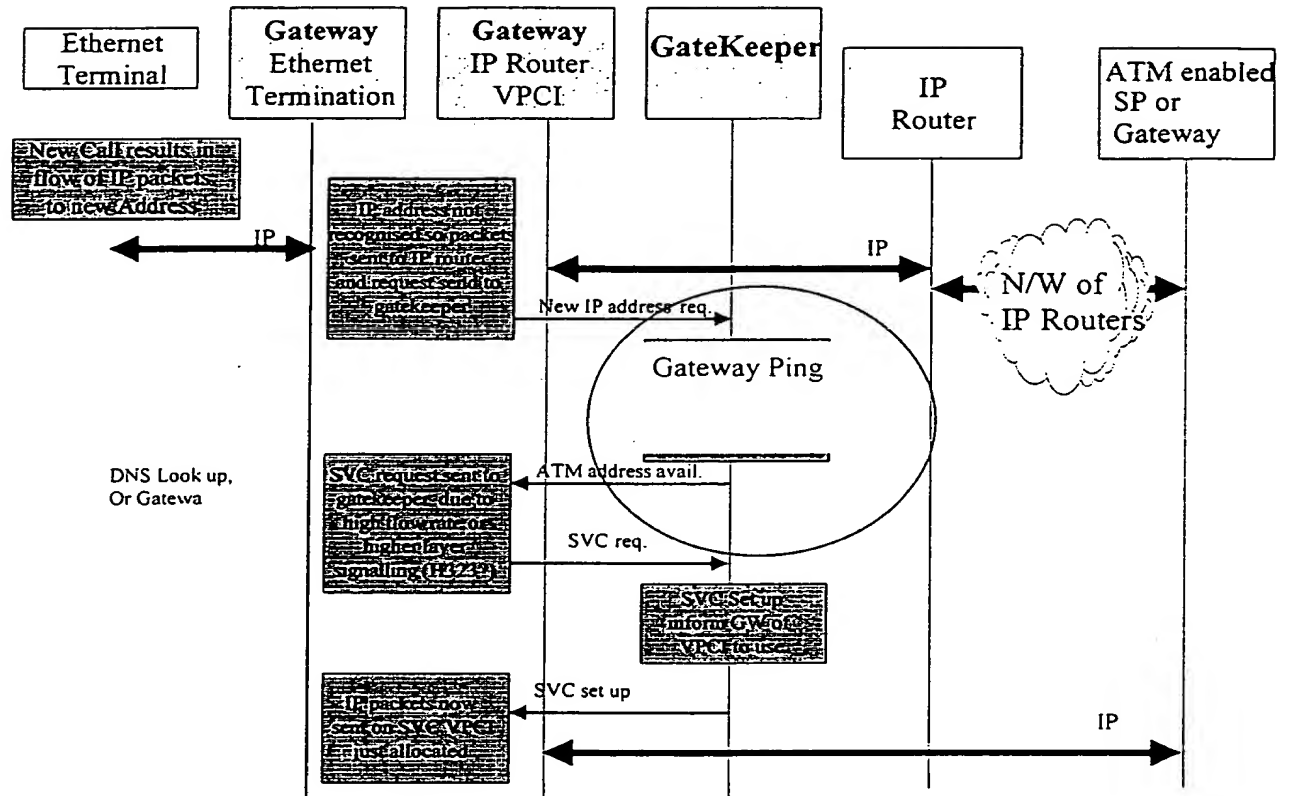 Ethernet
Terminal
Gateway
Ethernet
Termination
Gateway
IP Router
VPCI
GateKeeper
IP
Router
ATM enabled
SP or
Gateway
New Call results in
flow of IP packets
to new Address
IP
IP address not
recognised so packets
sent to IP router
and request send to
gatekeeper
IP
N/W of
IP Routers
New IP address req.
Gateway Ping
DNS Look up,
Or Gatewa
SVC request sent to
gatekeeper due to
high flow rate or
higher layer
signalling (H323?)
ATM address avail.
SVC req.
SVC Set up
inform GW of
VPCI to use
IP packets now
sent on SVC VPCI
just allocated
SVC set up
IP